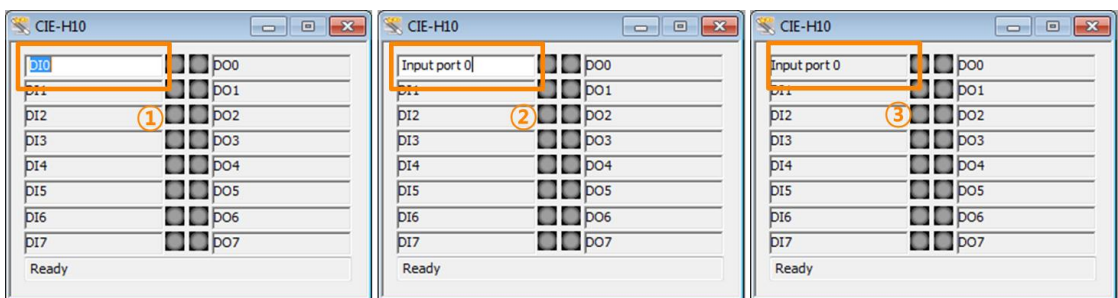 CIE-H10
DI0 DO0
DI1 DO1
DI2 DO2
DI3 DO3
DI4 DO4
DI5 DO5
DI6 DO6
DI7 DO7
Ready
①
CIE-H10
Input port 0 DO0
DI1 DO1
DI2 DO2
DI3 DO3
DI4 DO4
DI5 DO5
DI6 DO6
DI7 DO7
Ready
②
CIE-H10
Input port 0 DO0
DI1 DO1
DI2 DO2
DI3 DO3
DI4 DO4
DI5 DO5
DI6 DO6
DI7 DO7
Ready
③